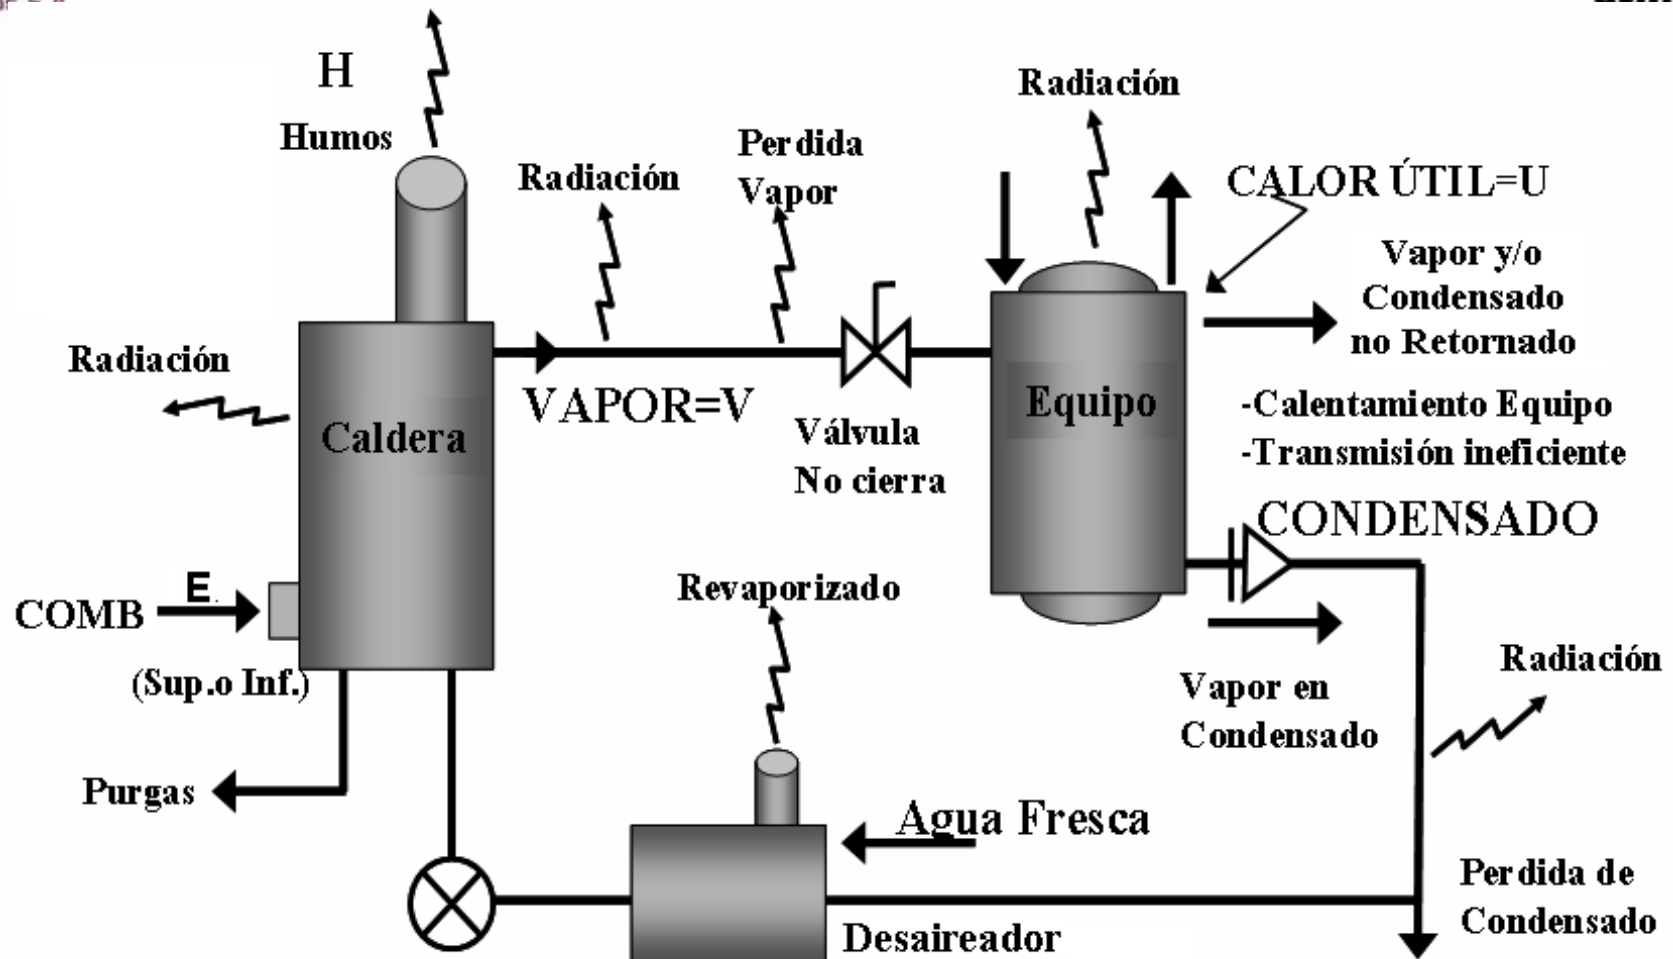 H
Humos
Radiación
Perdida
Vapor
Radiación
CALOR ÚTIL=U
Vapor y/o
Condensado
no Retornado
Radiación
VAPOR=V
Válvula
No cierra
Caldera
Equipo
-Calentamiento Equipo
-Transmisión ineficiente
CONDENSADO
COMB
E.
(Sup.o Inf.)
Revaporizado
Vapor en
Condensado
Radiación
Purgas
Agua Fresca
Desaireador
Perdida de
Condensado